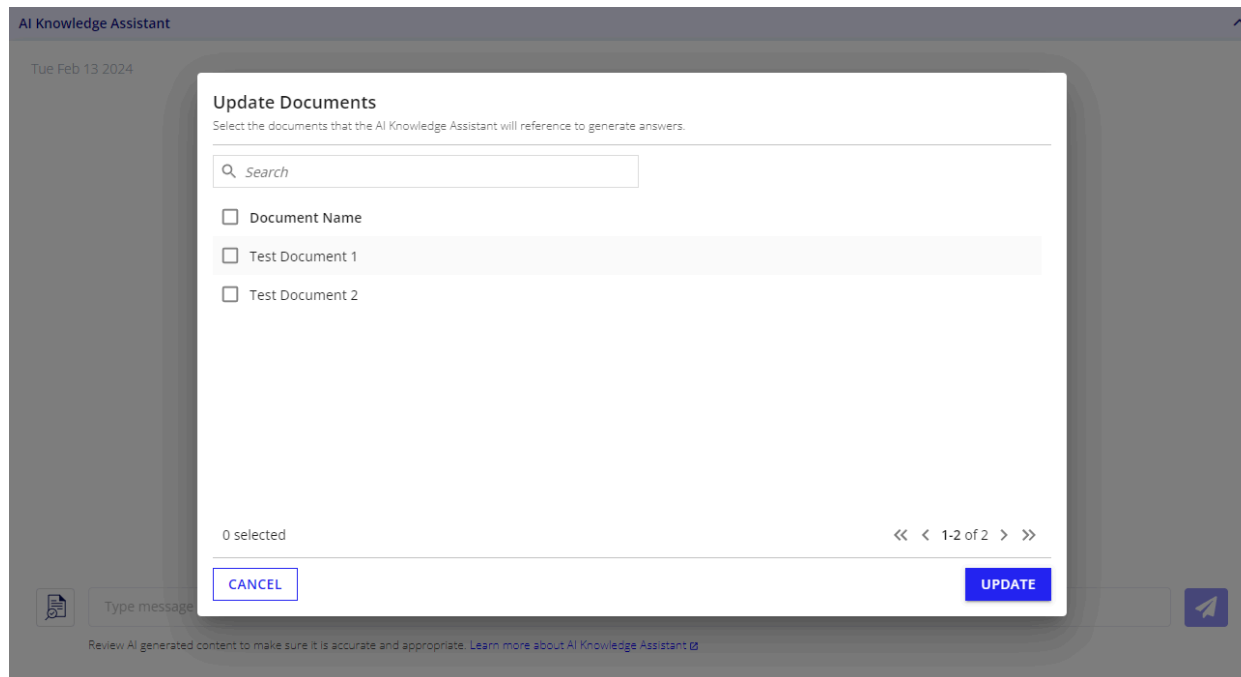 AI Knowledge Assistant
Tue Feb 13 2024
Update Documents
Select the documents that the AI Knowledge Assistant will reference to generate answers.
Search
Document Name
Test Document 1
Test Document 2
0 selected
1-2 of 2
CANCEL
UPDATE
Type message
Review AI generated content to make sure it is accurate and appropriate. Learn more about AI Knowledge Assistant